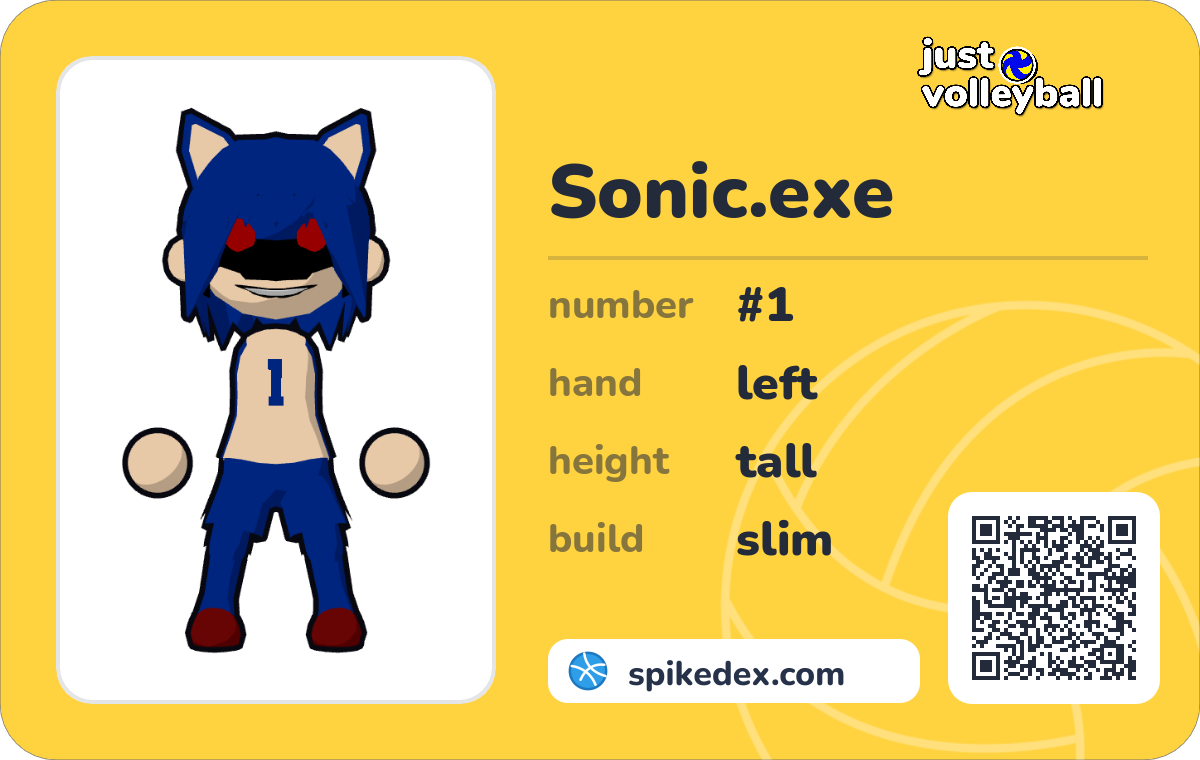 just
volleyball
Sonic.exe
number #1
hand left
height tall
build slim
1
spikedex.com